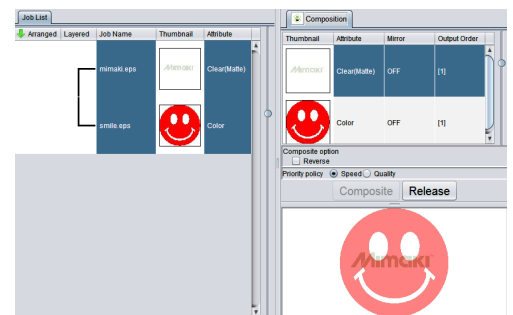 Job List
Arranged Layered Job Name Thumbnail Attribute
mimaki.eps Mimaki Clear(Matte)
smile.eps Color
Composition
Thumbnail Attribute Mirror Output Order
Mimaki Clear(Matte) OFF [1]
Color OFF [1]
Composite option
Reverse
Priority policy Speed Quality
Composite Release
Mimaki